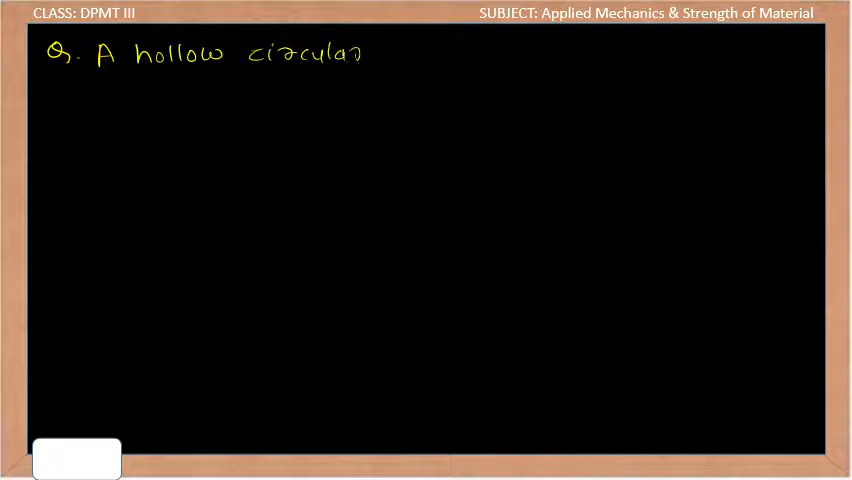 CLASS: DPMT III
SUBJECT: Applied Mechanics & Strength of Material
Q. A hollow circular